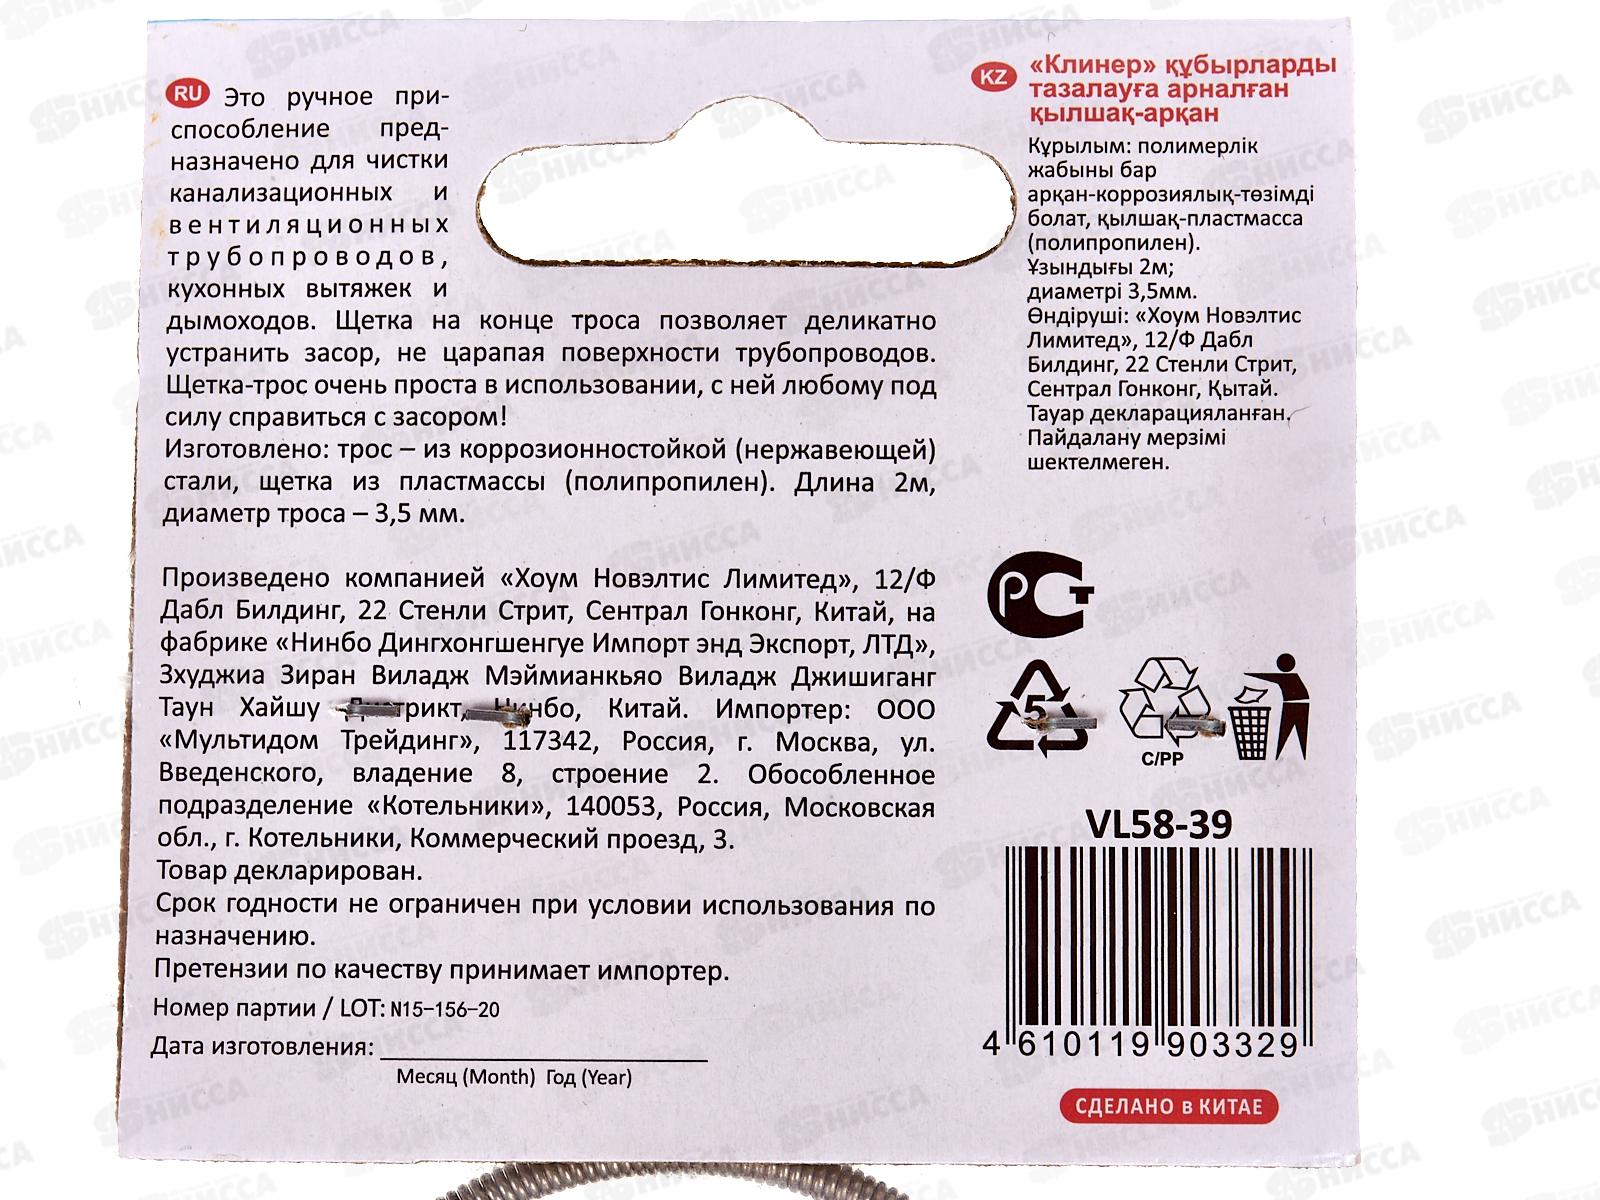 RU Это ручное при-
способление пред-
назначено для чистки
канализационных и
вентиляционных
трубопроводов,
кухонных вытяжек и
дымоходов. Щетка на конце троса позволяет деликатно
устранить засор, не царапая поверхности трубопроводов.
Щетка-трос очень проста в использовании, с ней любому под
силу справиться с засором!
Изготовлено: трос – из коррозионностойкой (нержавеющей)
стали, щетка из пластмассы (полипропилен). Длина 2м,
диаметр троса – 3,5 мм.
Произведено компанией «Хоум Новэлтис Лимитед», 12/Ф
Дабл Билдинг, 22 Стенли Стрит, Сентрал Гонконг, Китай, на
фабрике «Нинбо Дингхонгшенгуе Импорт энд Экспорт, ЛТД»,
Зхуджиа Зиран Виладж Мэймианкьяо Виладж Джишиганг
Таун Хайшу Дистрикт, Нинбо, Китай. Импортер: ООО
«Мультидом Трейдинг», 117342, Россия, г. Москва, ул.
Введенского, владение 8, строение 2. Обособленное
подразделение «Котельники», 140053, Россия, Московская
обл., г. Котельники, Коммерческий проезд, 3.
Товар декларирован.
Срок годности не ограничен при условии использования по
назначению.
Претензии по качеству принимает импортер.
Номер партии / LOT: N15-156-20
Дата изготовления:
Месяц (Month) Год (Year)
KZ «Клинер» құбырларды
тазалауға арналған
қылшақ-арқан
Құрылым: полимерлік
жабыны бар
арқан-коррозиялық-төзімді
болат, қылшақ-пластмасса
(полипропилен).
Ұзындығы 2м;
диаметрі 3,5мм.
Өндіруші: «Хоум Новэлтис
Лимитед», 12/Ф Дабл
Билдинг, 22 Стенли Стрит,
Сентрал Гонконг, Қытай.
Тауар декларацияланған.
Пайдалану мерзімі
шектелмеген.
РСТ
5
C/PP
VL58-39
4 610119 903329
СДЕЛАНО в КИТАЕ
НИССА